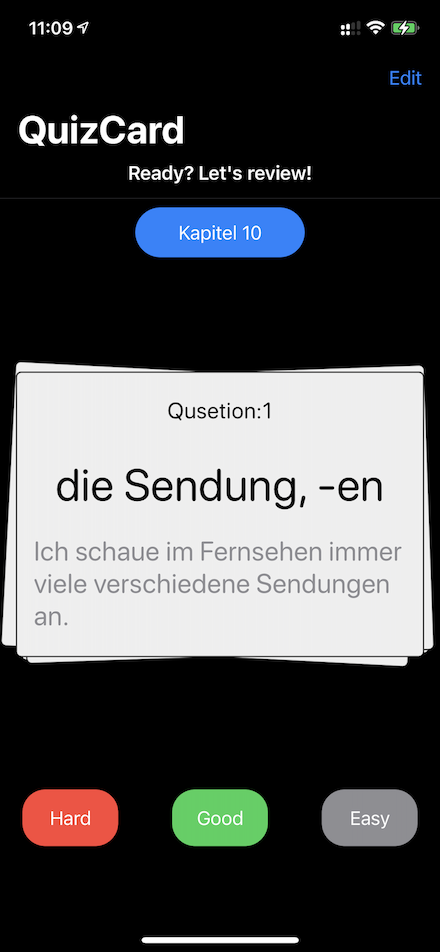 11:09
Edit
QuizCard
Ready? Let's review!
Kapitel 10
Qusetion:1
die Sendung, -en
Ich schaue im Fernsehen immer
viele verschiedene Sendungen
an.
Hard Good Easy